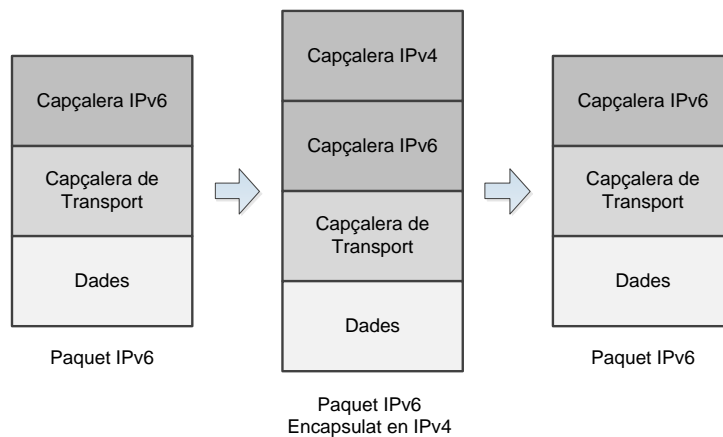 Capçalera IPv6
Capçalera de
Transport
Dades
Paquet IPv6
Capçalera IPv4
Capçalera IPv6
Capçalera de
Transport
Dades
Paquet IPv6
Encapsulat en IPv4
Capçalera IPv6
Capçalera de
Transport
Dades
Paquet IPv6